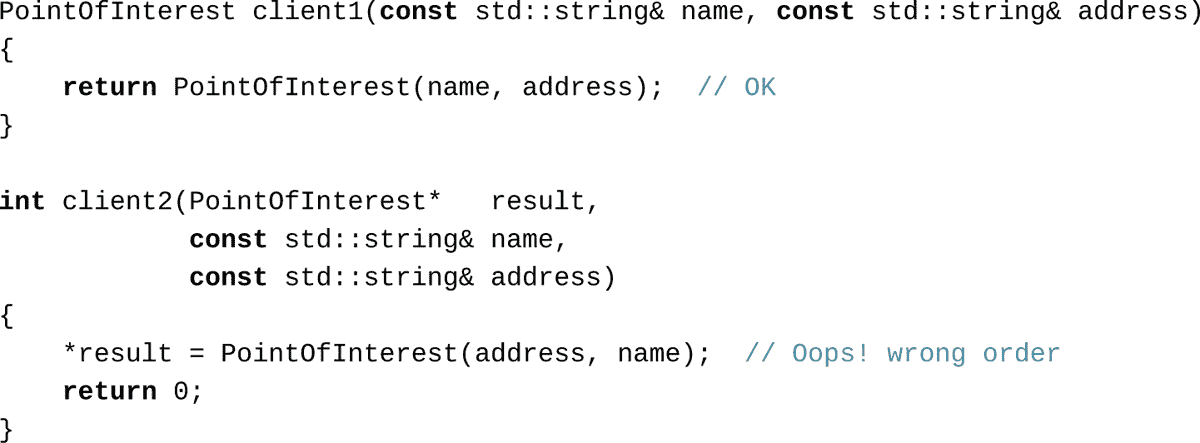 PointOfInterest client1(const std::string& name, const std::string& address)
{
    return PointOfInterest(name, address);  // OK
}

int client2(PointOfInterest*   result,
            const std::string& name,
            const std::string& address)
{
    *result = PointOfInterest(address, name);  // Oops! wrong order
    return 0;
}